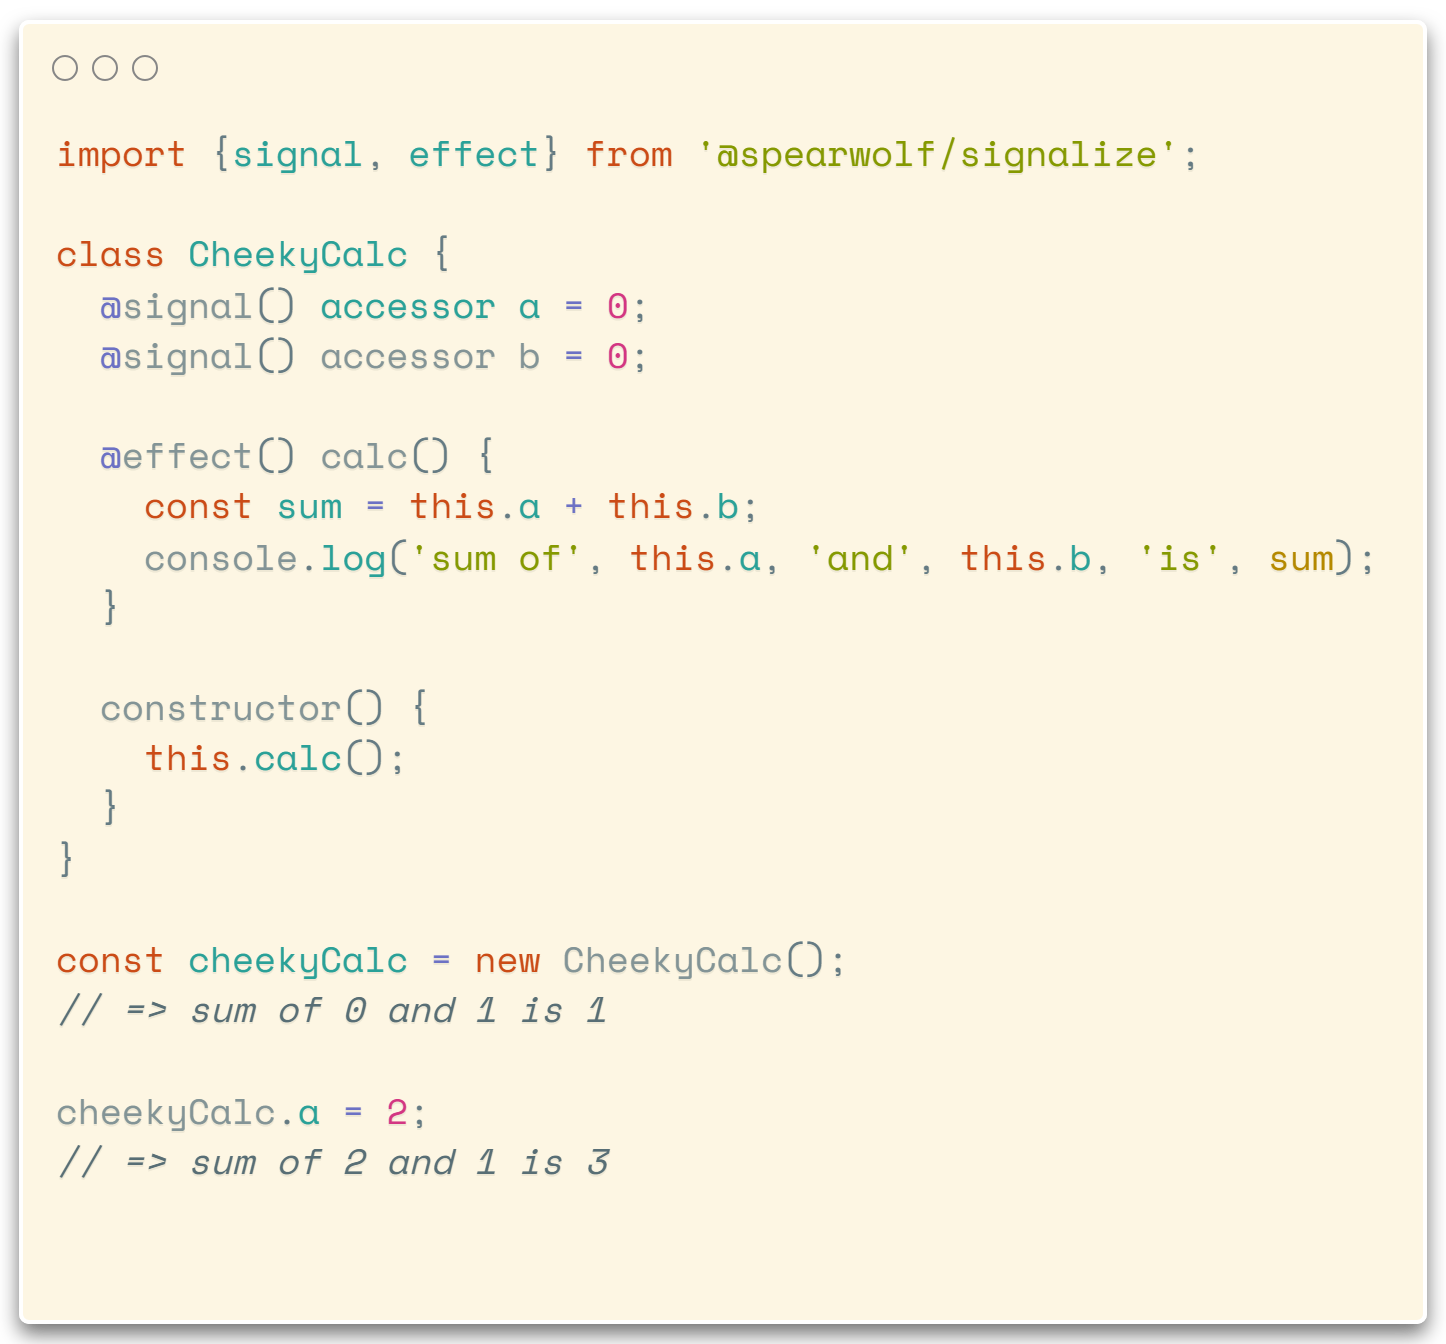 import {signal, effect} from '@spearwolf/signalize';

class CheekyCalc {
  @signal() accessor a = 0;
  @signal() accessor b = 0;

  @effect() calc() {
    const sum = this.a + this.b;
    console.log('sum of', this.a, 'and', this.b, 'is', sum);
  }

  constructor() {
    this.calc();
  }
}

const cheekyCalc = new CheekyCalc();
// => sum of 0 and 1 is 1

cheekyCalc.a = 2;
// => sum of 2 and 1 is 3